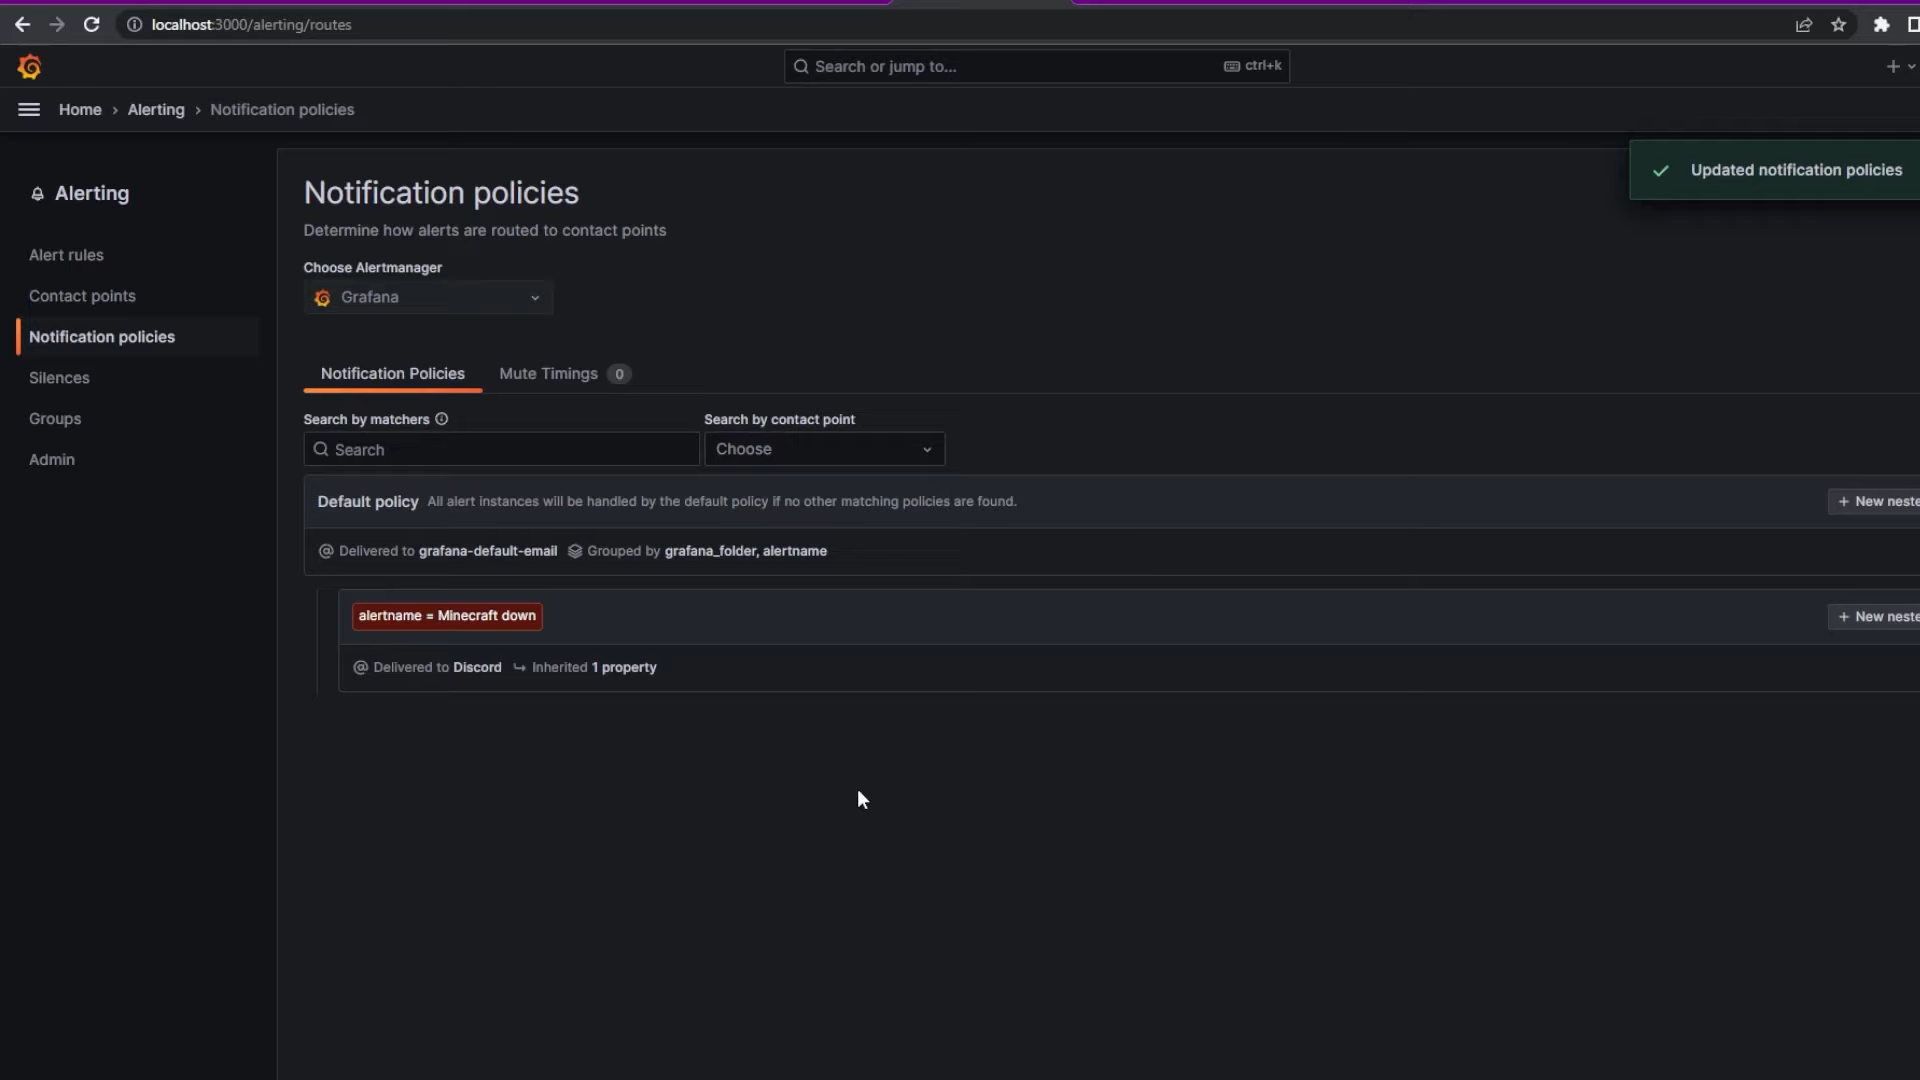 localhost:3000/alerting/routes
Search or jump to... ctrl+k
Home › Alerting › Notification policies
Updated notification policies
Alerting
Alert rules
Contact points
Notification policies
Silences
Groups
Admin
Notification policies
Determine how alerts are routed to contact points
Choose Alertmanager
Grafana
Notification Policies Mute Timings 0
Search by matchers Search by contact point
Search Choose
Default policy All alert instances will be handled by the default policy if no other matching policies are found. + New neste
Delivered to grafana-default-email Grouped by grafana_folder, alertname
alertname = Minecraft down + New neste
Delivered to Discord Inherited 1 property